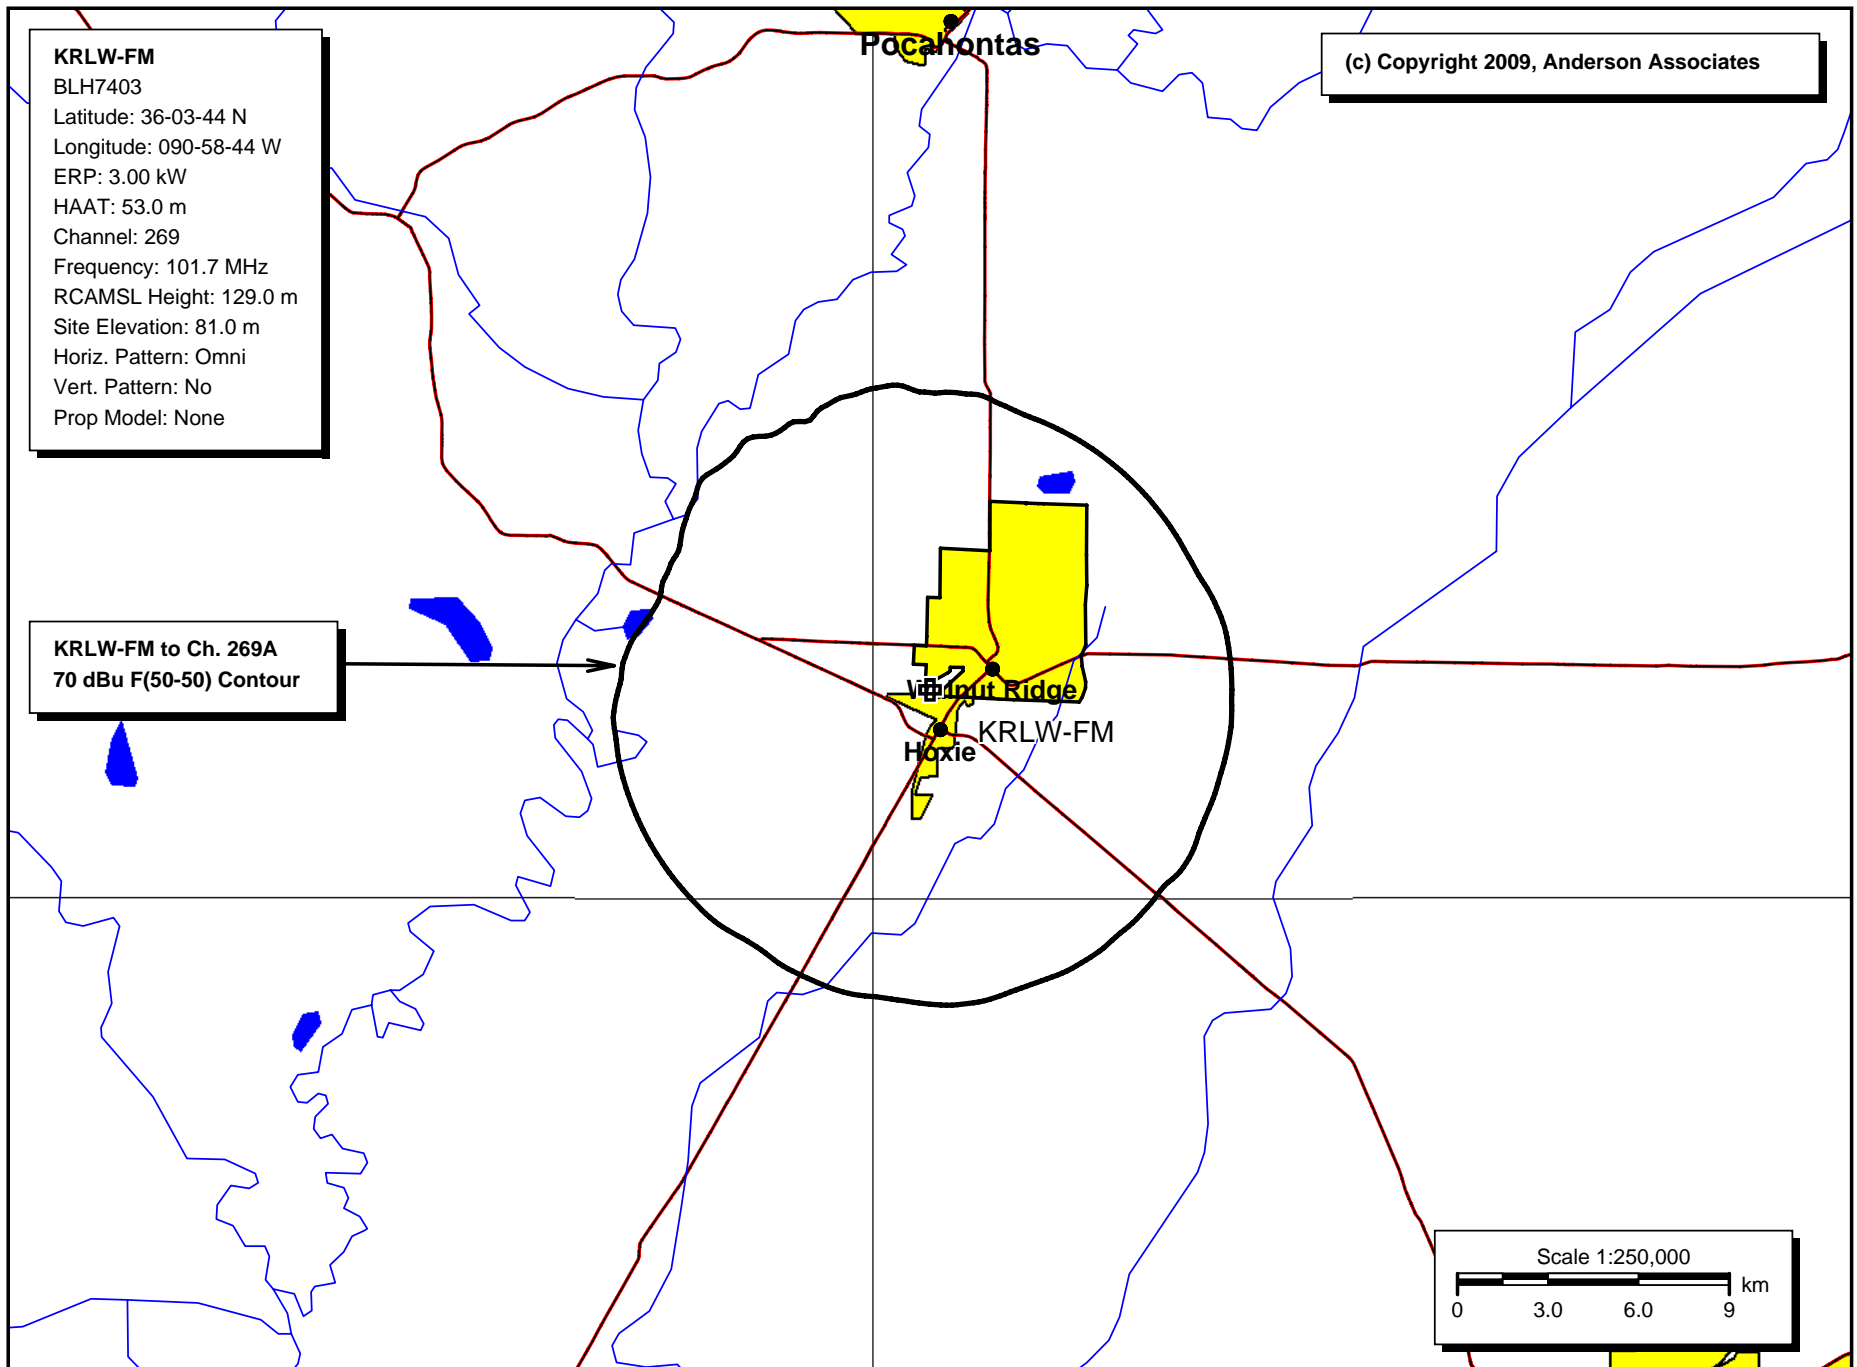 KRLW-FM
BLH7403
Latitude: 36-03-44 N
Longitude: 090-58-44 W
ERP: 3.00 kW
HAAT: 53.0 m
Channel: 269
Frequency: 101.7 MHz
RCAMSL Height: 129.0 m
Site Elevation: 81.0 m
Horiz. Pattern: Omni
Vert. Pattern: No
Prop Model: None
Pocahontas
(c) Copyright 2009, Anderson Associates
KRLW-FM to Ch. 269A
70 dBu F(50-50) Contour
Walnut Ridge
KRLW-FM
Hoxie
Scale 1:250,000
km
0 3.0 6.0 9